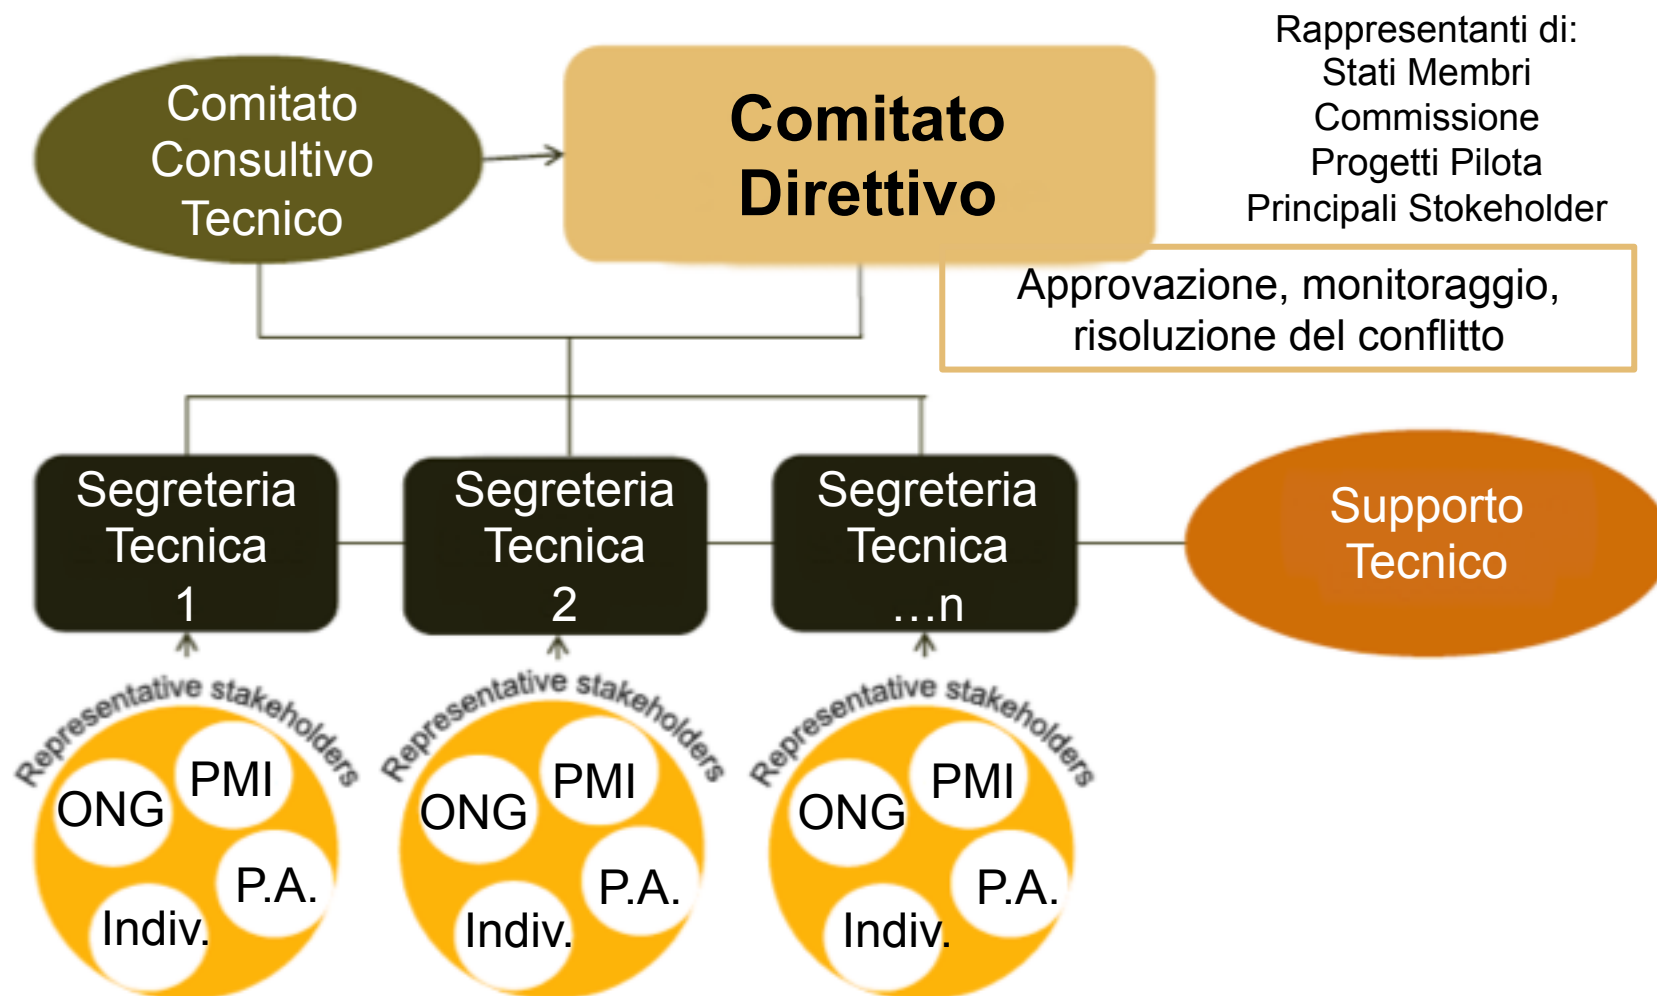 Rappresentanti di:
Stati Membri
Commissione
Progetti Pilota
Principali Stokeholder
Comitato
Consultivo
Tecnico
Comitato
Direttivo
Approvazione, monitoraggio,
risoluzione del conflitto
Segreteria
Tecnica
1
Segreteria
Tecnica
2
Segreteria
Tecnica
...n
Supporto
Tecnico
Representative stakeholders
ONG
PMI
P.A.
Indiv.
Representative stakeholders
ONG
PMI
P.A.
Indiv.
Representative stakeholders
ONG
PMI
P.A.
Indiv.